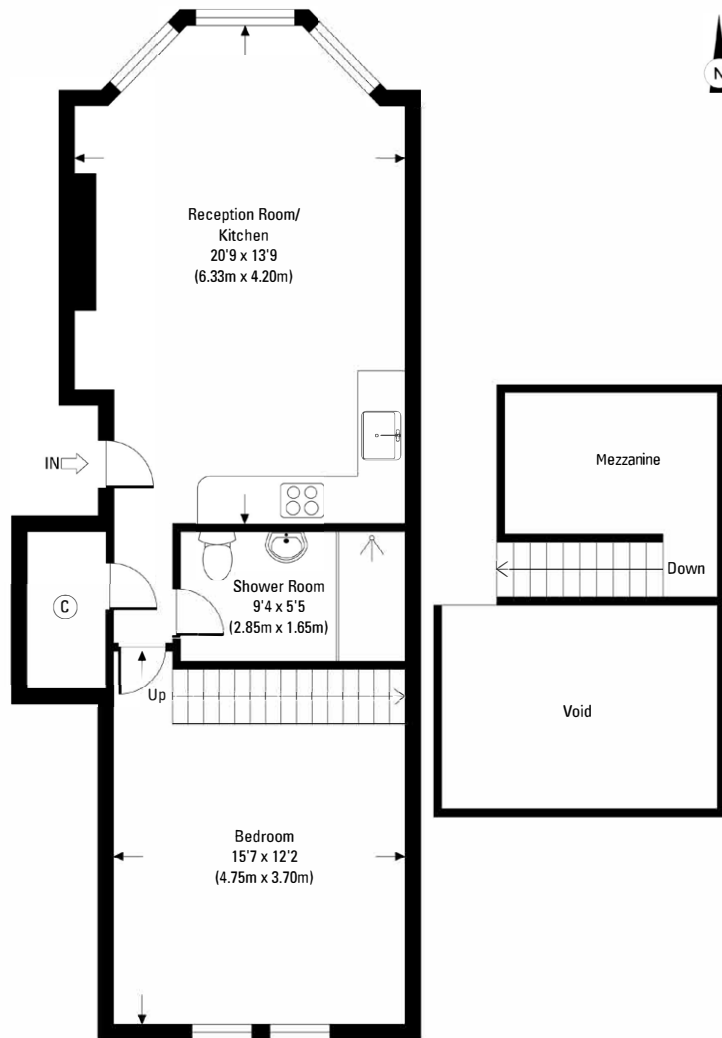 N
Reception Room/
Kitchen
20'9 x 13'9
(6.33m x 4.20m)
IN
Mezzanine
Down
C
Shower Room
9'4 x 5'5
(2.85m x 1.65m)
Up
Void
Bedroom
15'7 x 12'2
(4.75m x 3.70m)